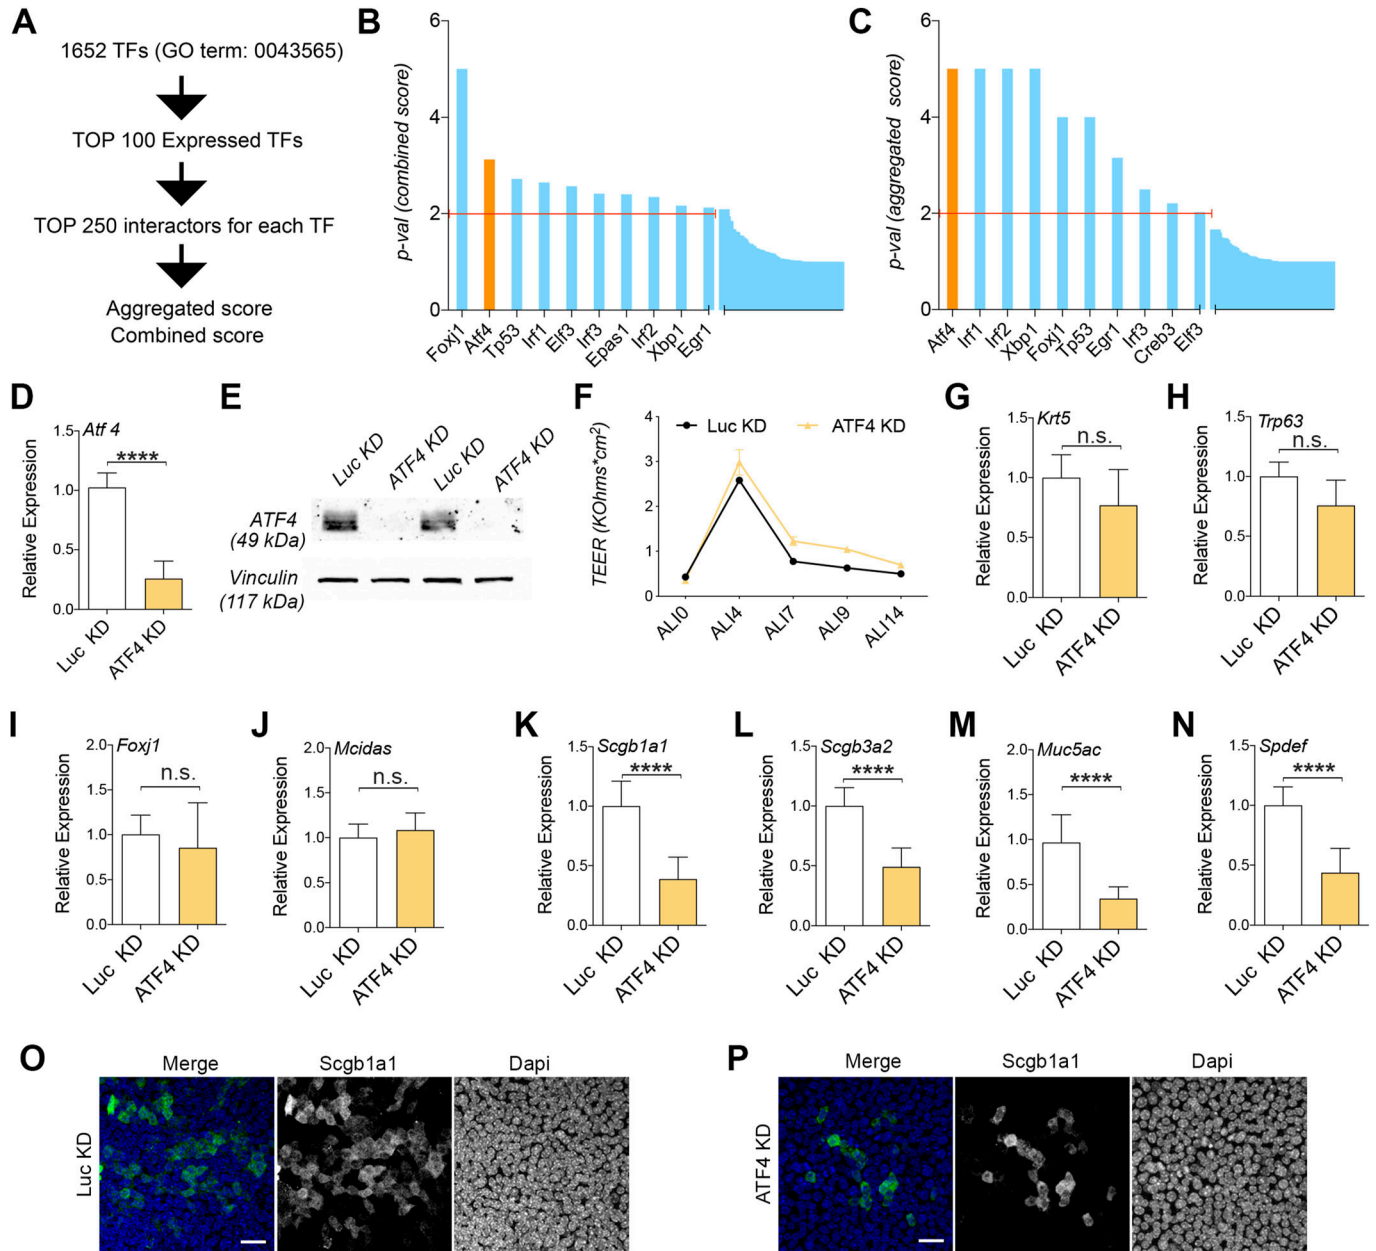 A
1652 TFs (GO term: 0043565)
TOP 100 Expressed TFs
TOP 250 interactors for each TF
Aggregated score
Combined score
B
p-val (combined score)
6
4
2
0
Foxj1
Atf4
Tp53
Irf1
Elf3
Irf3
Epas1
Irf2
Xbp1
Egr1
C
p-val (aggregated score)
6
4
2
0
Atf4
Irf1
Irf2
Xbp1
Foxj1
Tp53
Egr1
Irf3
Creb3
Elf3
D
Atf 4
Relative Expression
1.5
1.0
0.5
0.0
****
Luc KD
ATF4 KD
E
Luc KD
ATF4 KD
Luc KD
ATF4 KD
ATF4
(49 kDa)
Vinculin
(117 kDa)
F
TEER (KOhms*cm2)
4
3
2
1
0
Luc KD
ATF4 KD
ALI0
ALI4
ALI7
ALI9
ALI14
G
Krt5
Relative Expression
1.5
1.0
0.5
0.0
n.s.
Luc KD
ATF4 KD
H
Trp63
Relative Expression
1.5
1.0
0.5
0.0
n.s.
Luc KD
ATF4 KD
I
Foxj1
Relative Expression
2.0
1.5
1.0
0.5
0.0
n.s.
Luc KD
ATF4 KD
J
Mcidas
Relative Expression
2.0
1.5
1.0
0.5
0.0
n.s.
Luc KD
ATF4 KD
K
Scgb1a1
Relative Expression
1.5
1.0
0.5
0.0
****
Luc KD
ATF4 KD
L
Scgb3a2
Relative Expression
1.5
1.0
0.5
0.0
****
Luc KD
ATF4 KD
M
Muc5ac
Relative Expression
2.0
1.5
1.0
0.5
0.0
****
Luc KD
ATF4 KD
N
Spdef
Relative Expression
1.5
1.0
0.5
0.0
****
Luc KD
ATF4 KD
O
Merge
Scgb1a1
Dapi
Luc KD
P
Merge
Scgb1a1
Dapi
ATF4 KD